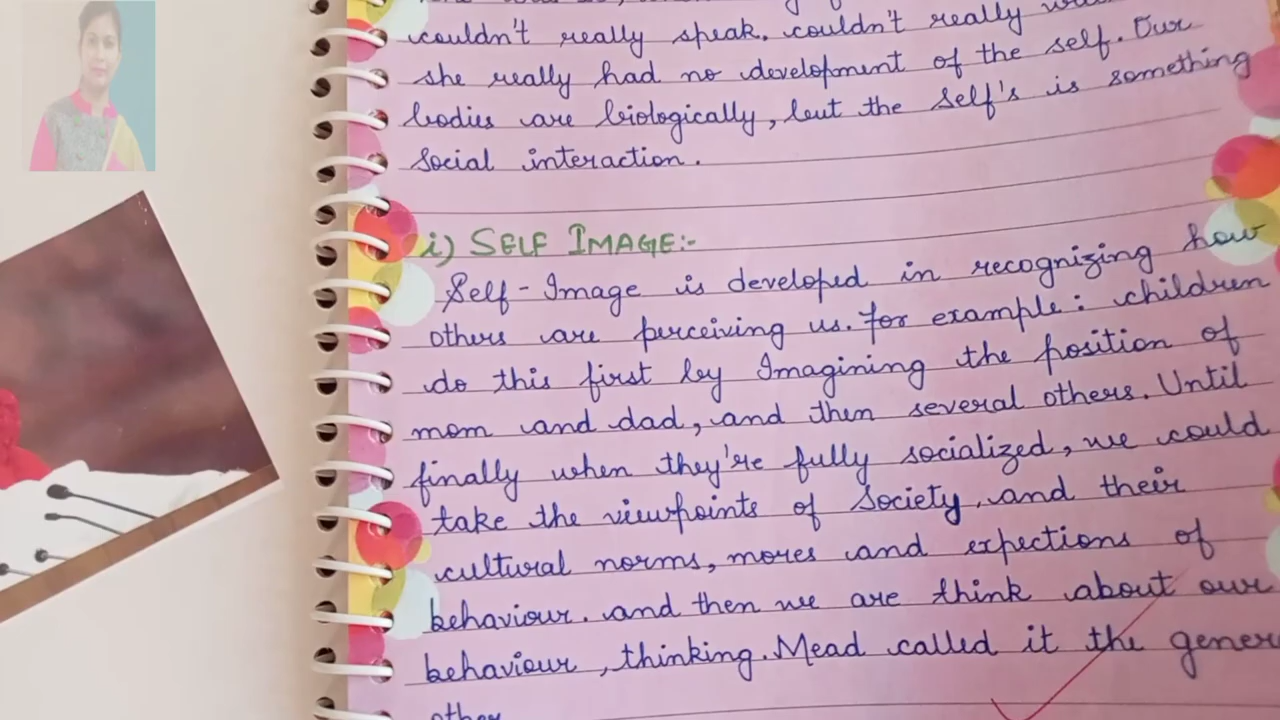 couldn't really speak. couldn't really
she really had no development of the self. Our
bodies are biologically, but the Self's is something
Social interaction.
i) SELF IMAGE:-
Self-Image is developed in recognizing how
others are perceiving us. For example: children
do this first by Imagining the position of
mom and dad, and then several others. Until
finally when they're fully socialized, we could
take the viewpoints of Society, and their
cultural norms, mores and expections of
behaviour. and then we are think about our
behaviour, thinking. Mead called it the gener
other